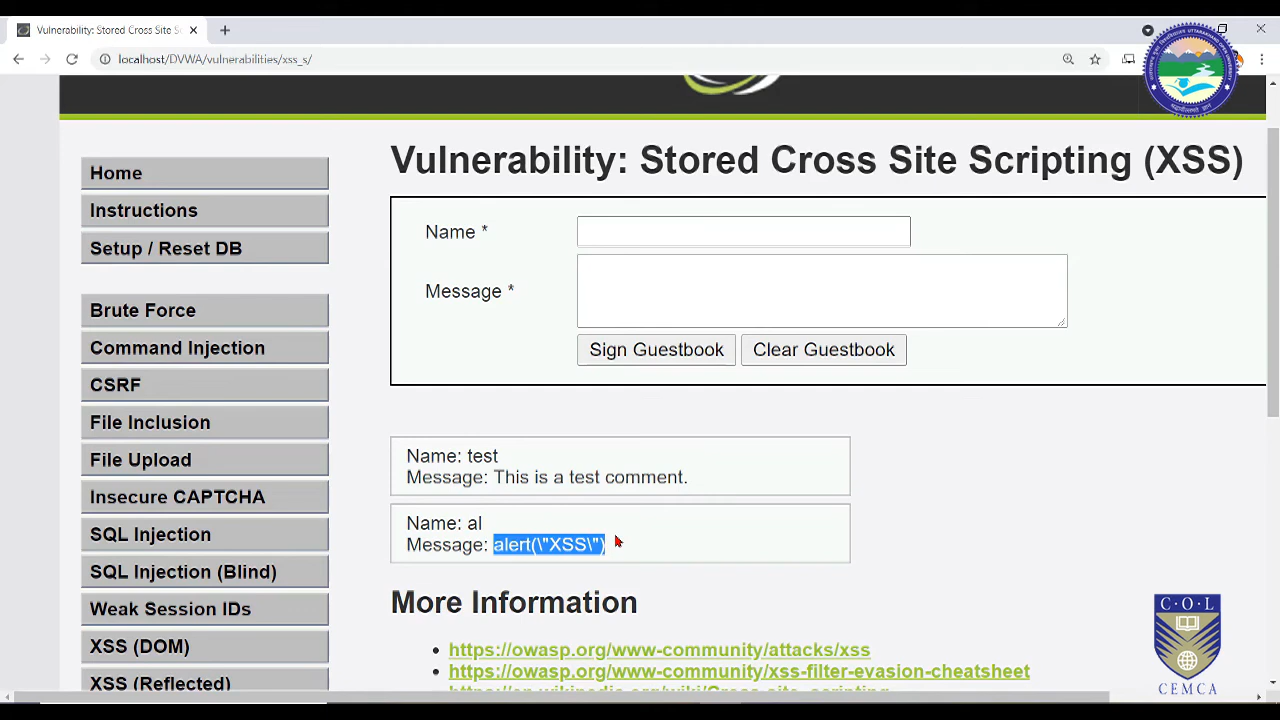 Vulnerability: Stored Cross Site S
localhost/DVWA/vulnerabilities/xss_s/
Vulnerability: Stored Cross Site Scripting (XSS)
Home
Instructions
Setup / Reset DB
Brute Force
Command Injection
CSRF
File Inclusion
File Upload
Insecure CAPTCHA
SQL Injection
SQL Injection (Blind)
Weak Session IDs
XSS (DOM)
XSS (Reflected)
Name *
Message *
Sign Guestbook Clear Guestbook
Name: test
Message: This is a test comment.
Name: al
Message: alert(\"XSS\")
More Information
https://owasp.org/www-community/attacks/xss
https://owasp.org/www-community/xss-filter-evasion-cheatsheet
C·O·L
CEMCA